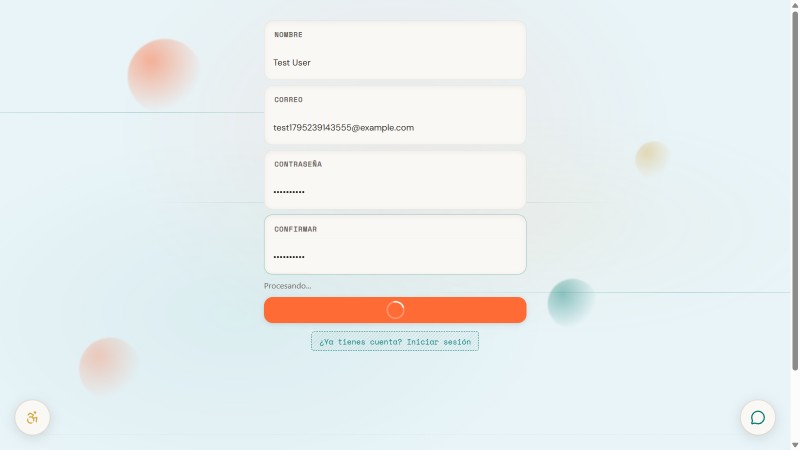 NOMBRE
Test User
CORREO
test1795239143555@example.com
CONTRASEÑA
••••••••••
CONFIRMAR
••••••••••
Procesando...
¿Ya tienes cuenta? Iniciar sesión